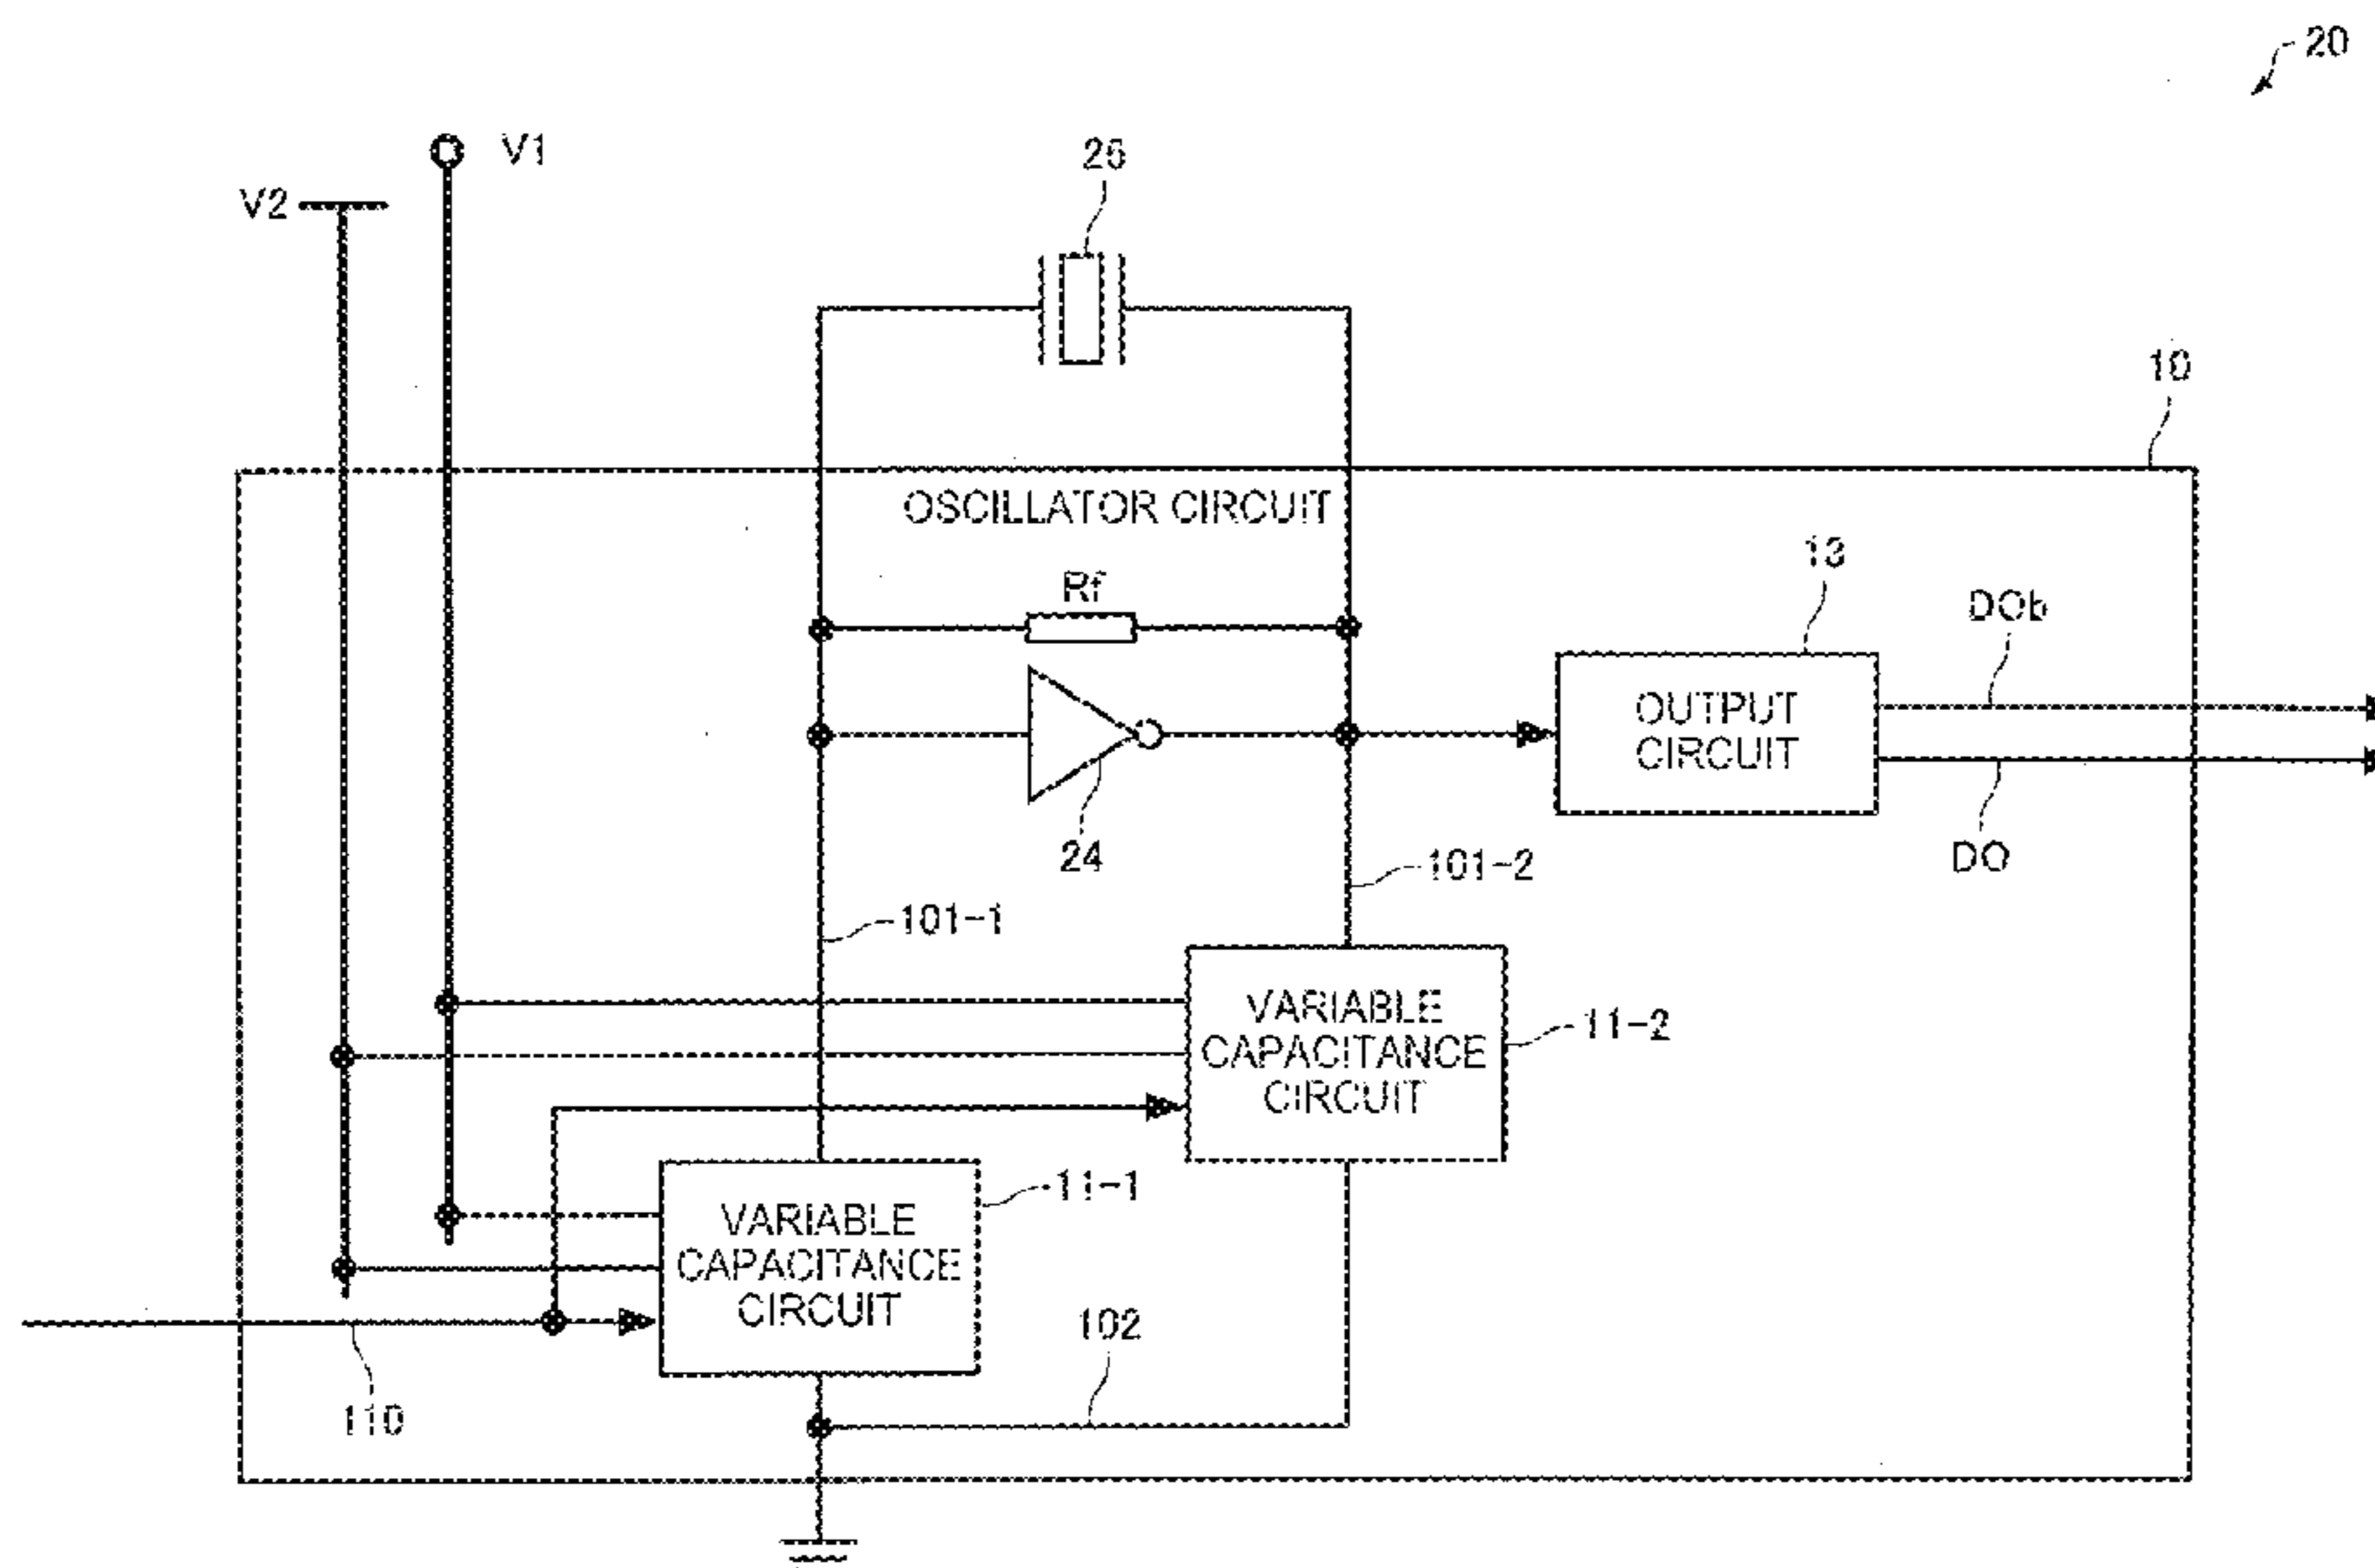 20
V1
V2
26
10
OSCILLATOR CIRCUIT
13
Rf
DOb
OUTPUT
CIRCUIT
24
DO
101-2
101-1
VARIABLE
CAPACITANCE
CIRCUIT
11-2
11-1
VARIABLE
CAPACITANCE
CIRCUIT
102
110